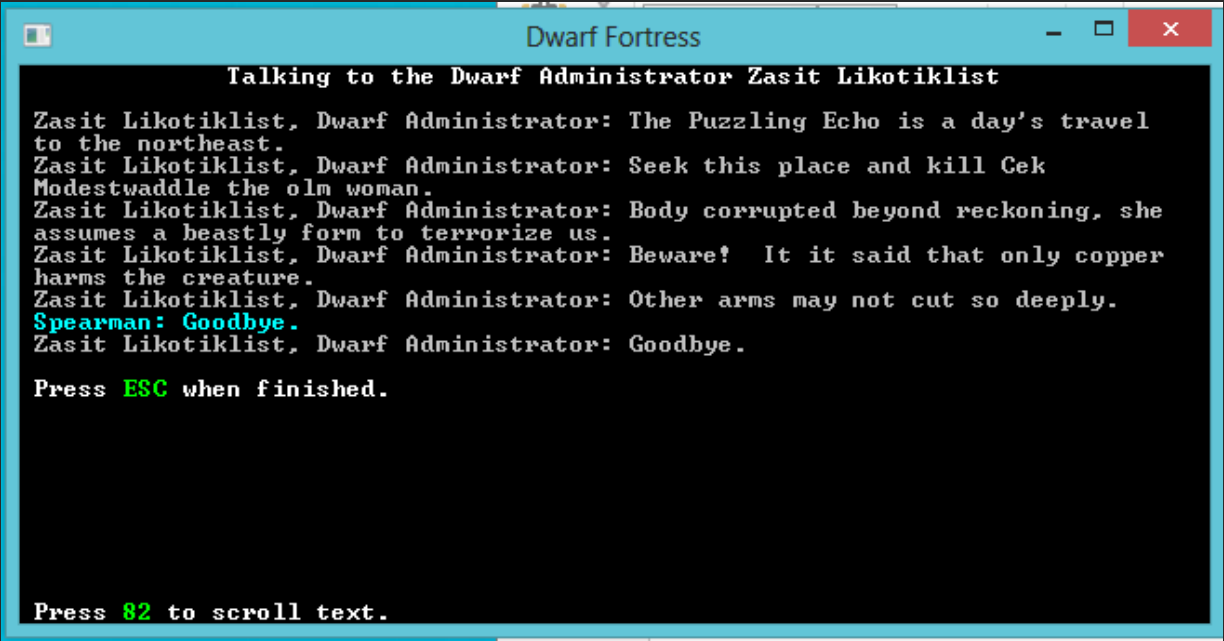 Dwarf Fortress
Talking to the Dwarf Administrator Zasit Likotiklist
Zasit Likotiklist, Dwarf Administrator: The Puzzling Echo is a day's travel
to the northeast.
Zasit Likotiklist, Dwarf Administrator: Seek this place and kill Cek
Modestwaddle the olm woman.
Zasit Likotiklist, Dwarf Administrator: Body corrupted beyond reckoning, she
assumes a beastly form to terrorize us.
Zasit Likotiklist, Dwarf Administrator: Beware!  It it said that only copper
harms the creature.
Zasit Likotiklist, Dwarf Administrator: Other arms may not cut so deeply.
Spearman: Goodbye.
Zasit Likotiklist, Dwarf Administrator: Goodbye.
Press ESC when finished.
Press 82 to scroll text.